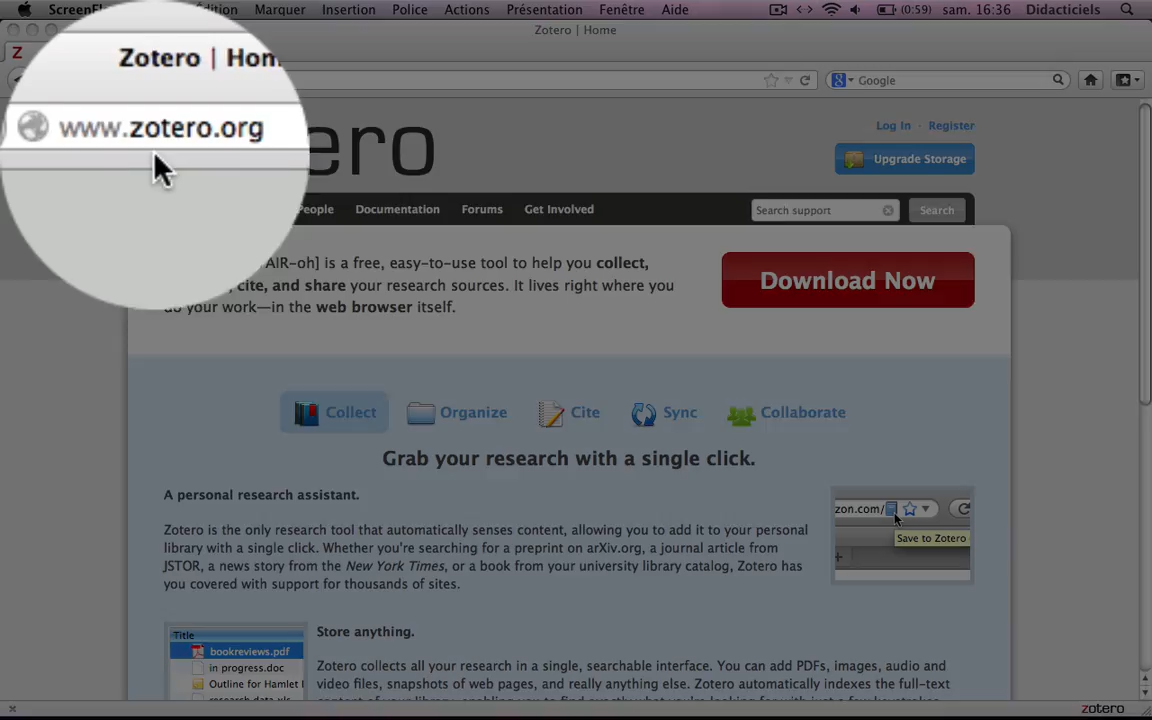 ScreenFl
Édition Marquer Insertion Police Actions Présentation Fenêtre Aide (0:59) sam. 16:36 Didacticiels
Zotero | Home
Z
Zotero | Hom
www.zotero.org
Google
ero
Log In · Register
Upgrade Storage
People Documentation Forums Get Involved
Search support Search
AIR-oh] is a free, easy-to-use tool to help you collect,
cite, and share your research sources. It lives right where you
do your work—in the web browser itself.
Download Now
Collect Organize Cite Sync Collaborate
Grab your research with a single click.
A personal research assistant.
Zotero is the only research tool that automatically senses content, allowing you to add it to your personal
library with a single click. Whether you're searching for a preprint on arXiv.org, a journal article from
JSTOR, a news story from the New York Times, or a book from your university library catalog, Zotero has
you covered with support for thousands of sites.
zon.com/
Save to Zotero
Title
bookreviews.pdf
in progress.doc
Outline for Hamlet
Store anything.
Zotero collects all your research in a single, searchable interface. You can add PDFs, images, audio and
video files, snapshots of web pages, and really anything else. Zotero automatically indexes the full-text
zotero